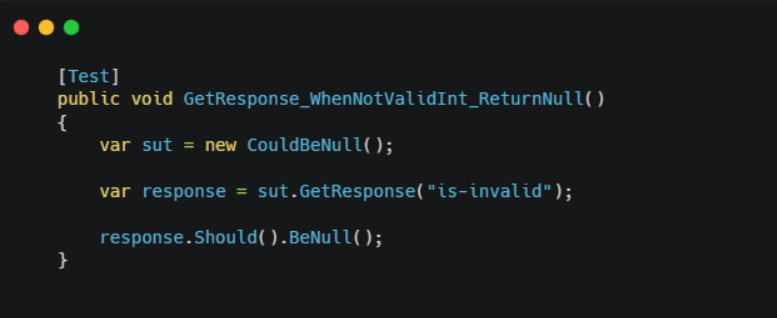 [Test]
public void GetResponse_WhenNotValidInt_ReturnNull()
{
    var sut = new CouldBeNull();
    var response = sut.GetResponse("is-invalid");
    response.Should().BeNull();
}